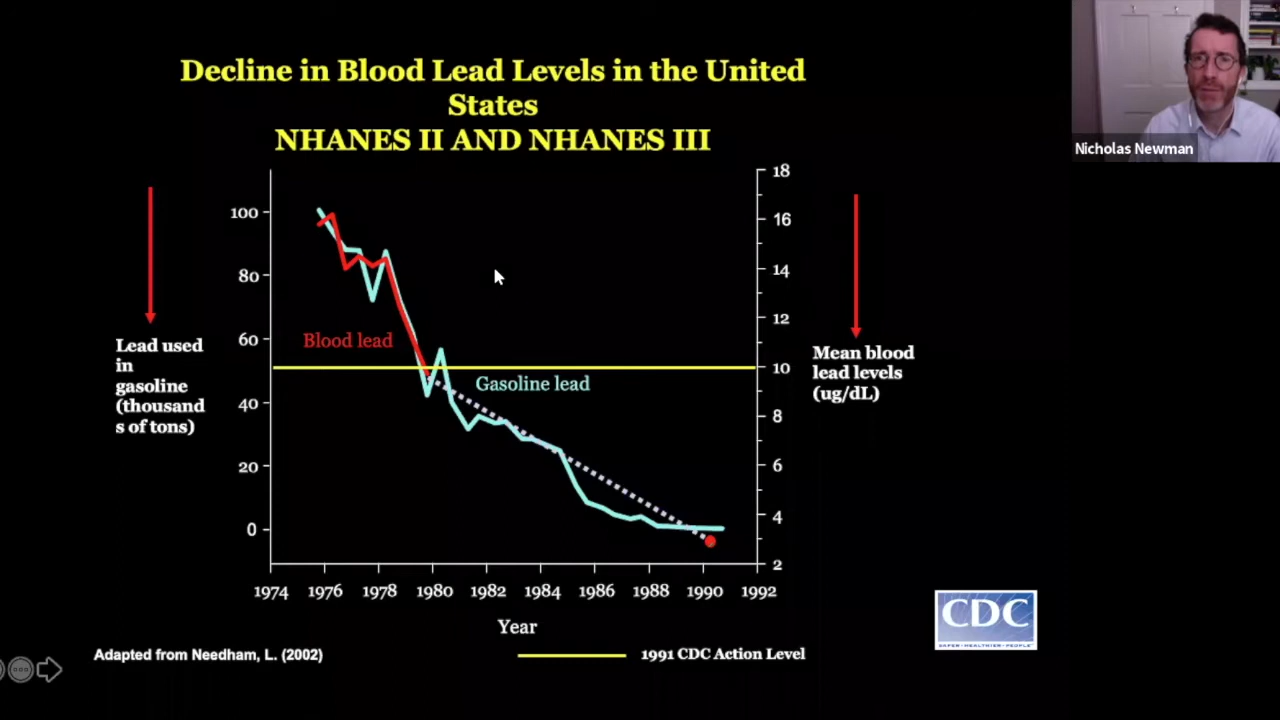 Decline in Blood Lead Levels in the United
States
NHANES II AND NHANES III
Nicholas Newman
18
100
16
80
14
12
Blood lead
60
Lead used
in
gasoline
(thousand
s of tons)
10
Mean blood
lead levels
(ug/dL)
Gasoline lead
40
8
20
6
0
4
2
1974 1976 1978 1980 1982 1984 1986 1988 1990 1992
Year
CDC
SAFER·HEALTHIER·PEOPLE™
Adapted from Needham, L. (2002)
1991 CDC Action Level